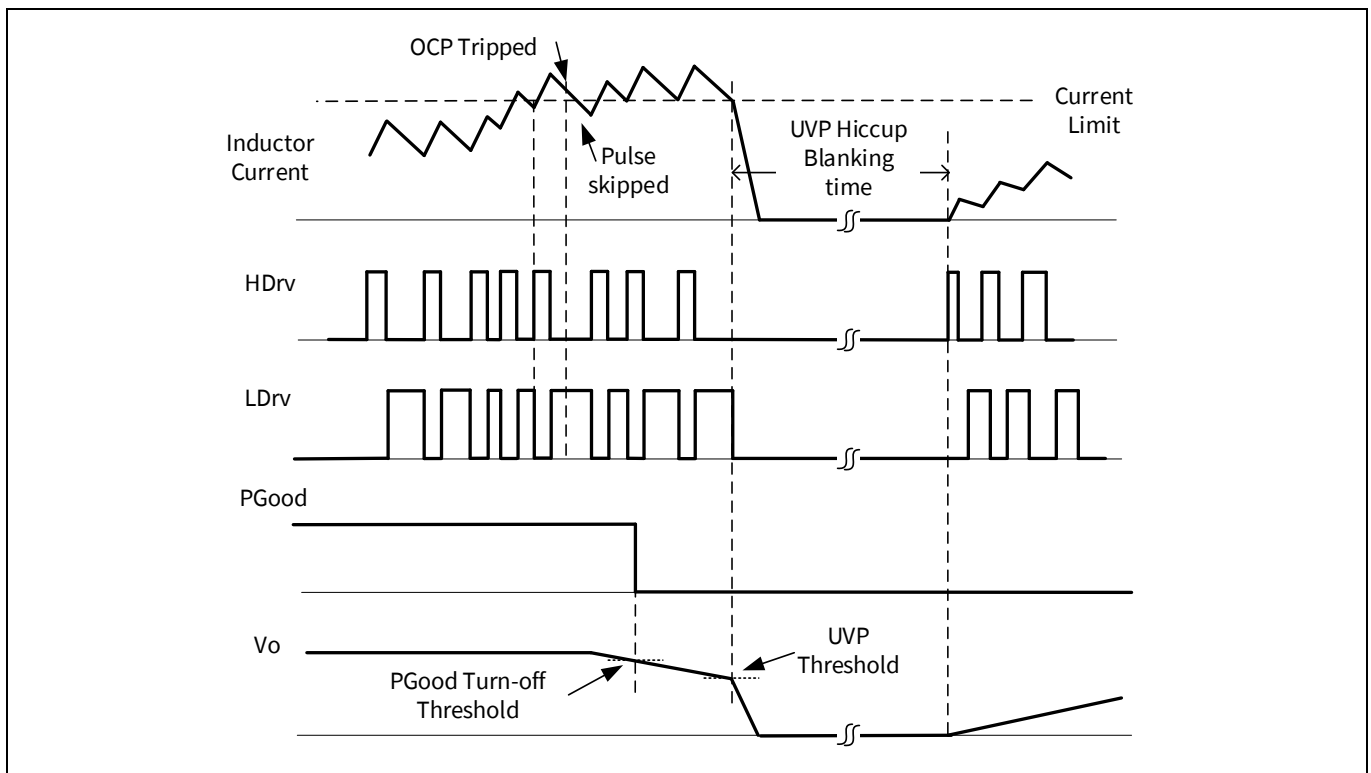 OCP Tripped
Current
Limit
UVP Hiccup
Blanking
time
Inductor
Current
Pulse
skipped
HDrv
LDrv
PGood
Vo
UVP
Threshold
PGood Turn-off
Threshold